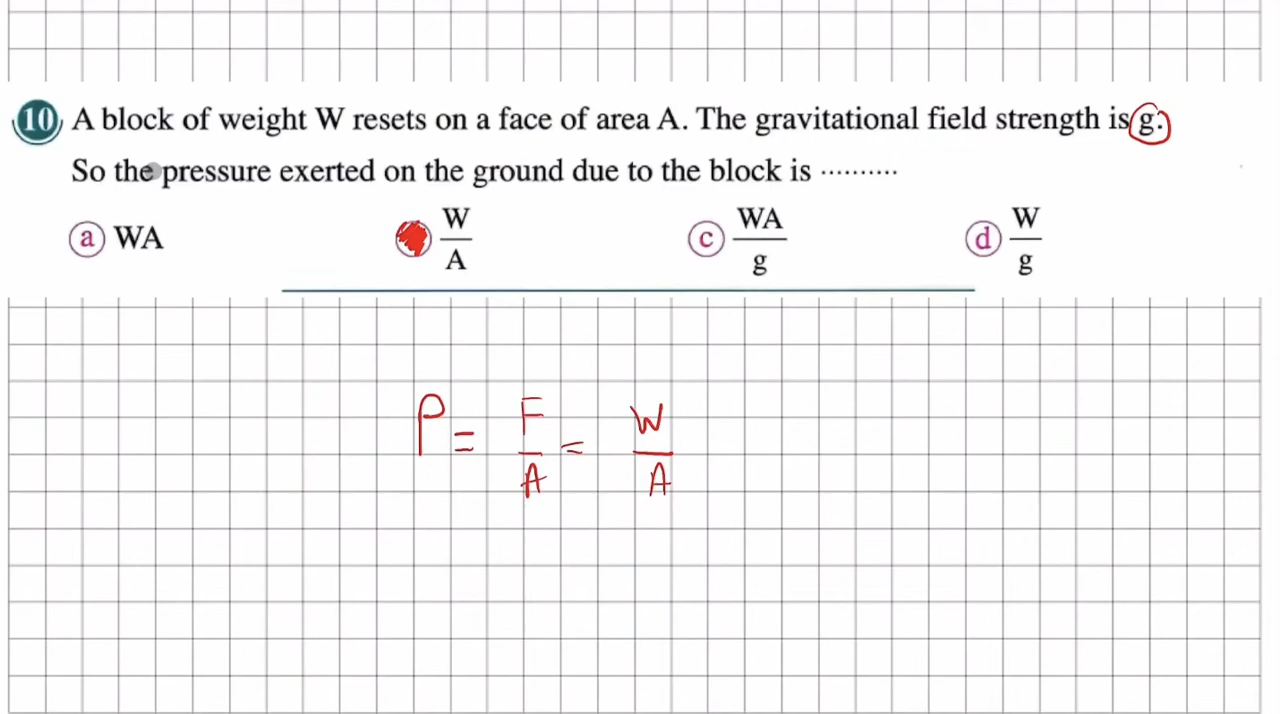 10 A block of weight W resets on a face of area A. The gravitational field strength is g.
So the pressure exerted on the ground due to the block is ..........
a WA W/A c WA/g d W/g
P = F/A = W/A